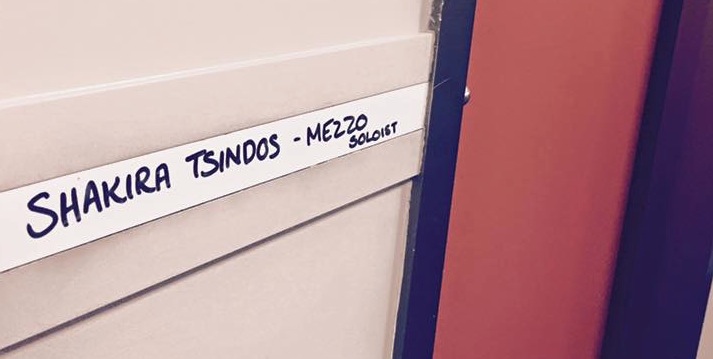 SHAKIRA TSINDOS - MEZZO
SOLOIST